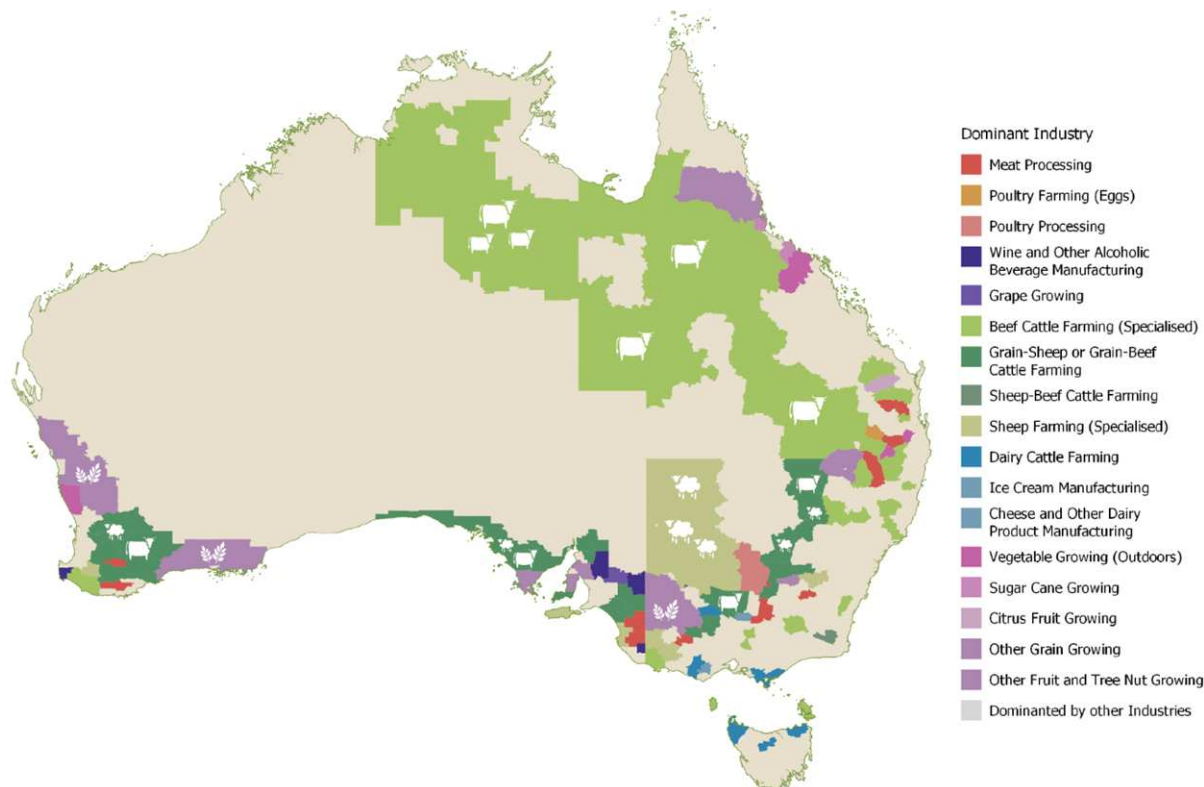 Dominant Industry
Meat Processing
Poultry Farming (Eggs)
Poultry Processing
Wine and Other Alcoholic
Beverage Manufacturing
Grape Growing
Beef Cattle Farming (Specialised)
Grain-Sheep or Grain-Beef
Cattle Farming
Sheep-Beef Cattle Farming
Sheep Farming (Specialised)
Dairy Cattle Farming
Ice Cream Manufacturing
Cheese and Other Dairy
Product Manufacturing
Vegetable Growing (Outdoors)
Sugar Cane Growing
Citrus Fruit Growing
Other Grain Growing
Other Fruit and Tree Nut Growing
Dominanted by other Industries